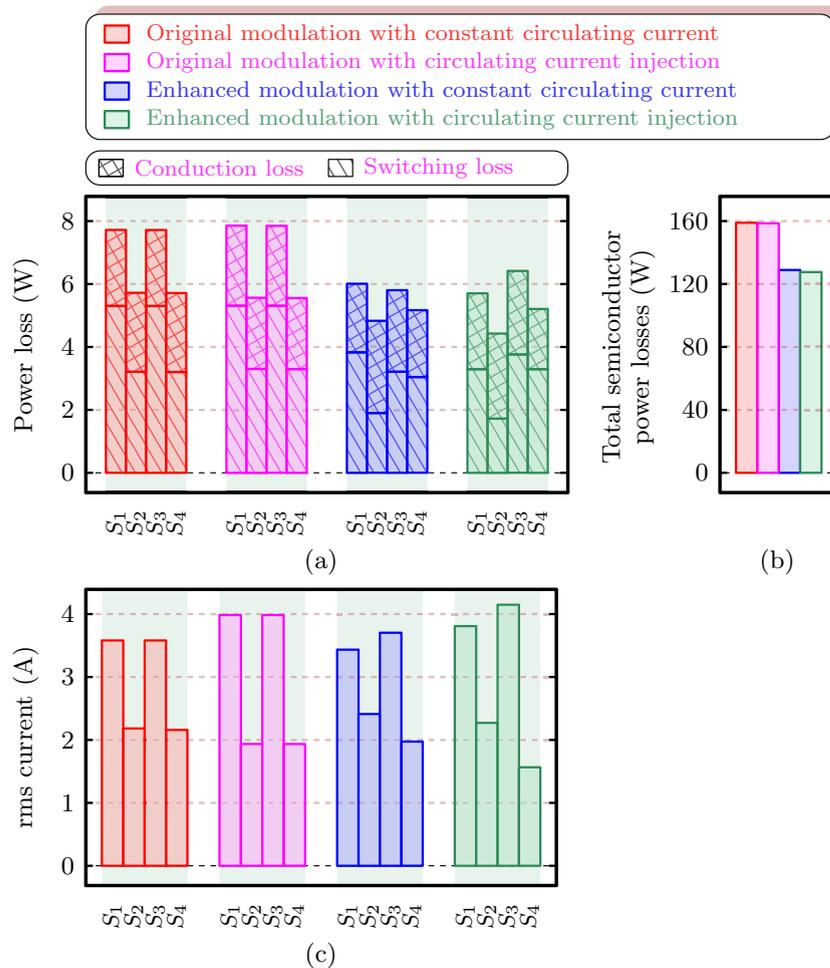 Original modulation with constant circulating current
Original modulation with circulating current injection
Enhanced modulation with constant circulating current
Enhanced modulation with circulating current injection
Conduction loss Switching loss
Power loss (W)
8
6
4
2
0
S1 S2 S3 S4 S1 S2 S3 S4 S1 S2 S3 S4 S1 S2 S3 S4
(a)
Total semiconductor
power losses (W)
160
120
80
40
0
(b)
rms current (A)
4
3
2
1
0
S1 S2 S3 S4 S1 S2 S3 S4 S1 S2 S3 S4 S1 S2 S3 S4
(c)